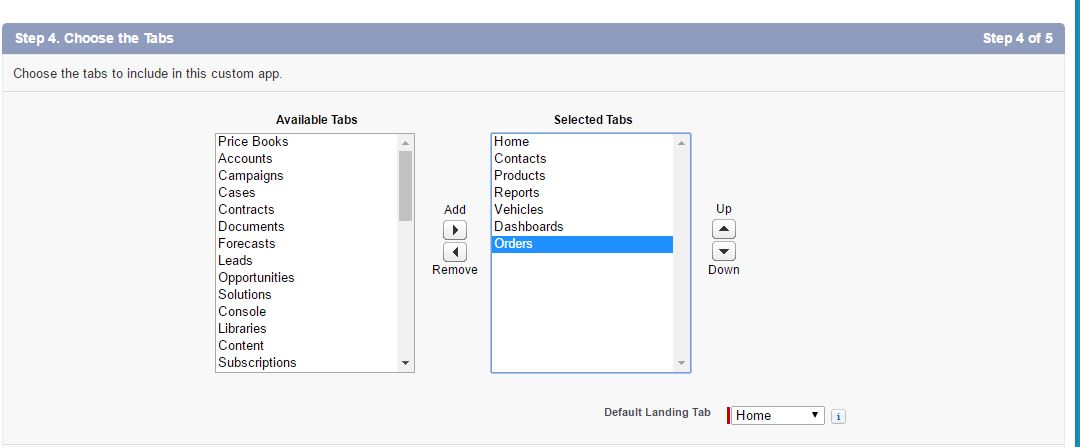 Step 4. Choose the Tabs Step 4 of 5
Choose the tabs to include in this custom app.
Available Tabs
Price Books
Accounts
Campaigns
Cases
Contracts
Documents
Forecasts
Leads
Opportunities
Solutions
Console
Libraries
Content
Subscriptions
Add
Remove
Selected Tabs
Home
Contacts
Products
Reports
Vehicles
Dashboards
Orders
Up
Down
Default Landing Tab Home i